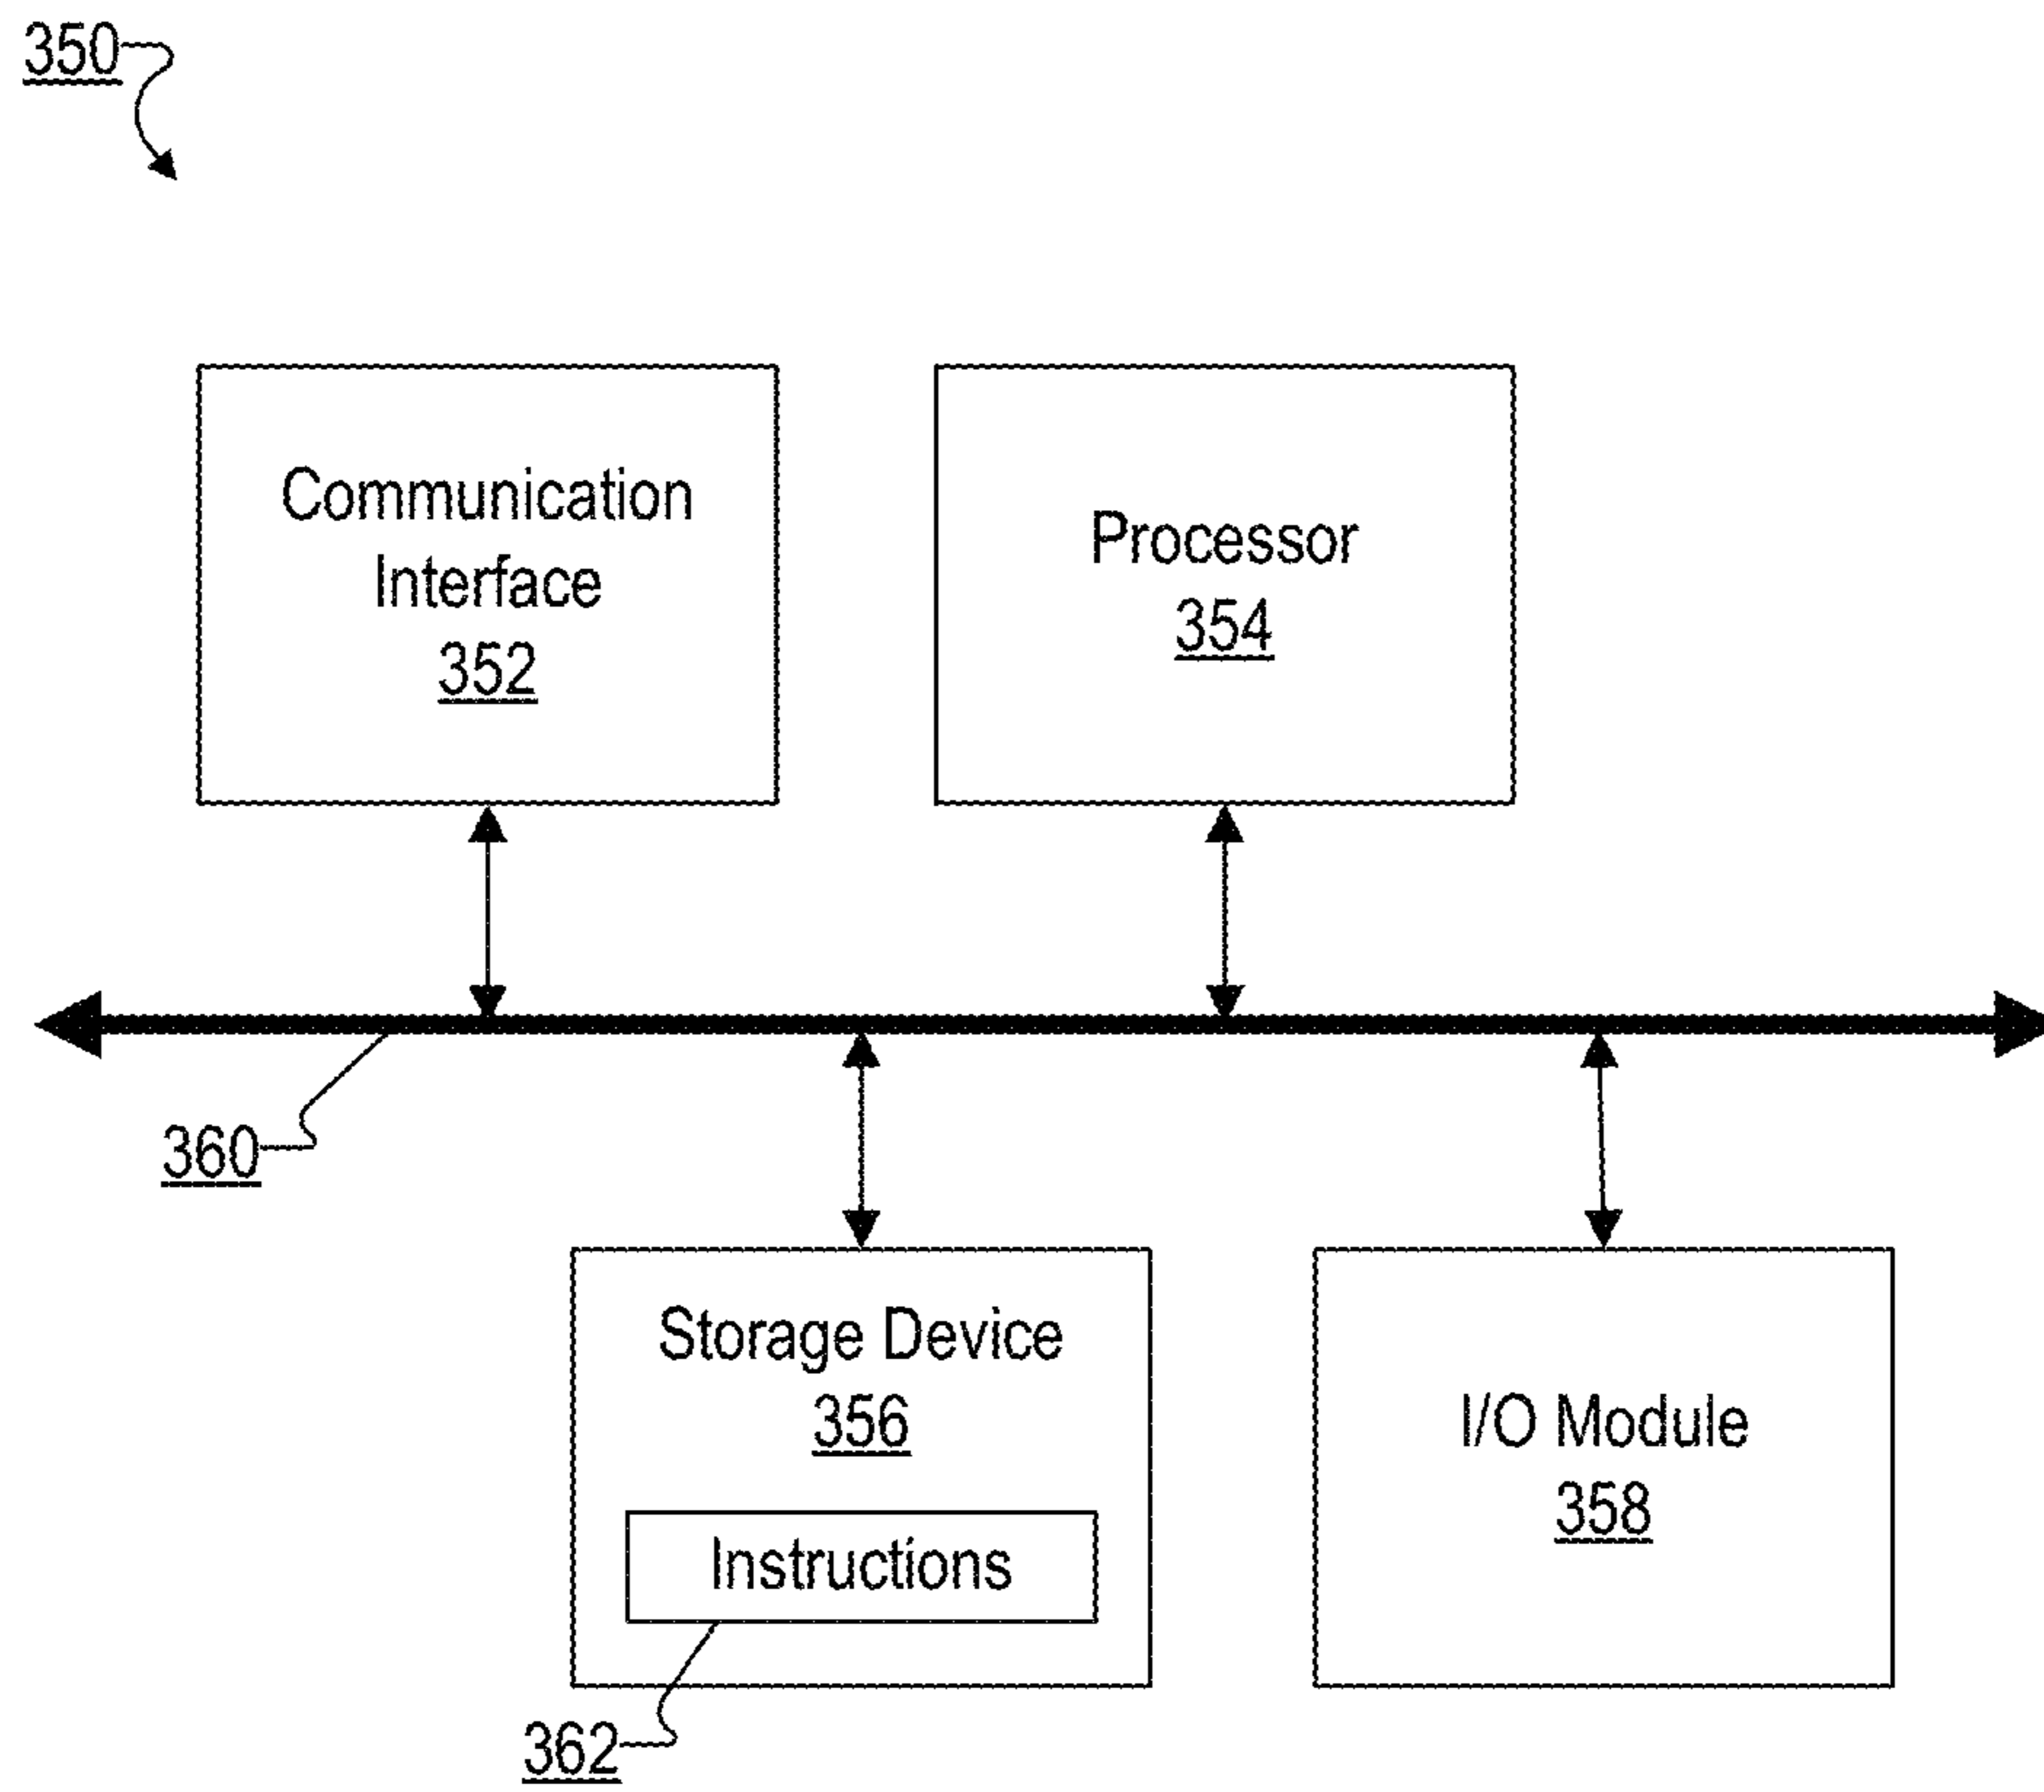 350
Communication
Interface
352
Processor
354
360
Storage Device
356
Instructions
362
I/O Module
358